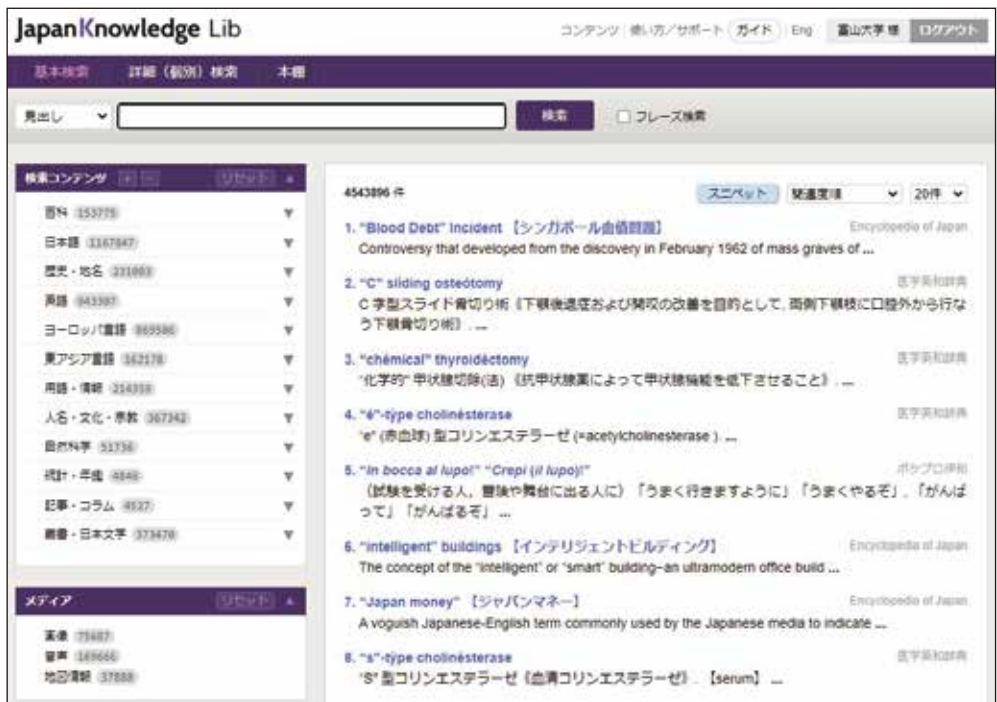 JapanKnowledge Lib
コンテンツ 使い方/サポート ガイド Eng 富山大学 様 ログアウト
基本検索 詳細（個別）検索 本棚
見出し 検索 フレーズ検索
検索コンテンツ + - リセット
4543896 件 スニペット 関連度順 20件
百科 153775
日本語 1167847
歴史・地名 231003
英語 943307
ヨーロッパ言語 869586
東アジア言語 162178
用語・情報 214359
人名・文化・宗教 367342
自然科学 51736
統計・年鑑 4848
記事・コラム 4527
叢書・日本文学 373470
メディア リセット
画像 75687
音声 169666
地図情報 37888
1. "Blood Debt" Incident 【シンガポール血債問題】 Encyclopedia of Japan
Controversy that developed from the discovery in February 1962 of mass graves of ...
2. "C" sliding osteótomy 医学英和辞典
C 字型スライド骨切り術《下顎後退症および開咬の改善を目的として, 両側下顎枝に口腔外から行な
う下顎骨切り術》. ...
3. "chémical" thyroidéctomy 医学英和辞典
"化学的" 甲状腺切除(法) 《抗甲状腺薬によって甲状腺機能を低下させること》. ...
4. "é"-type cholinésterase 医学英和辞典
"e" (赤血球) 型コリンエステラーゼ (=acetylcholinesterase ). ...
5. "In bocca al lupo!" "Crepi (il lupo)!" ポケプロ伊和
（試験を受ける人，冒険や舞台に出る人に）「うまく行きますように」「うまくやるぞ」，「がんば
って」「がんばるぞ」 ...
6. "intelligent" buildings 【インテリジェントビルディング】 Encyclopedia of Japan
The concept of the "intelligent" or "smart" building–an ultramodern office build ...
7. "Japan money" 【ジャパンマネー】 Encyclopedia of Japan
A voguish Japanese-English term commonly used by the Japanese media to indicate ...
8. "s"-type cholinésterase 医学英和辞典
"S" 型コリンエステラーゼ《血清コリンエステラーゼ》. 【serum】 ...